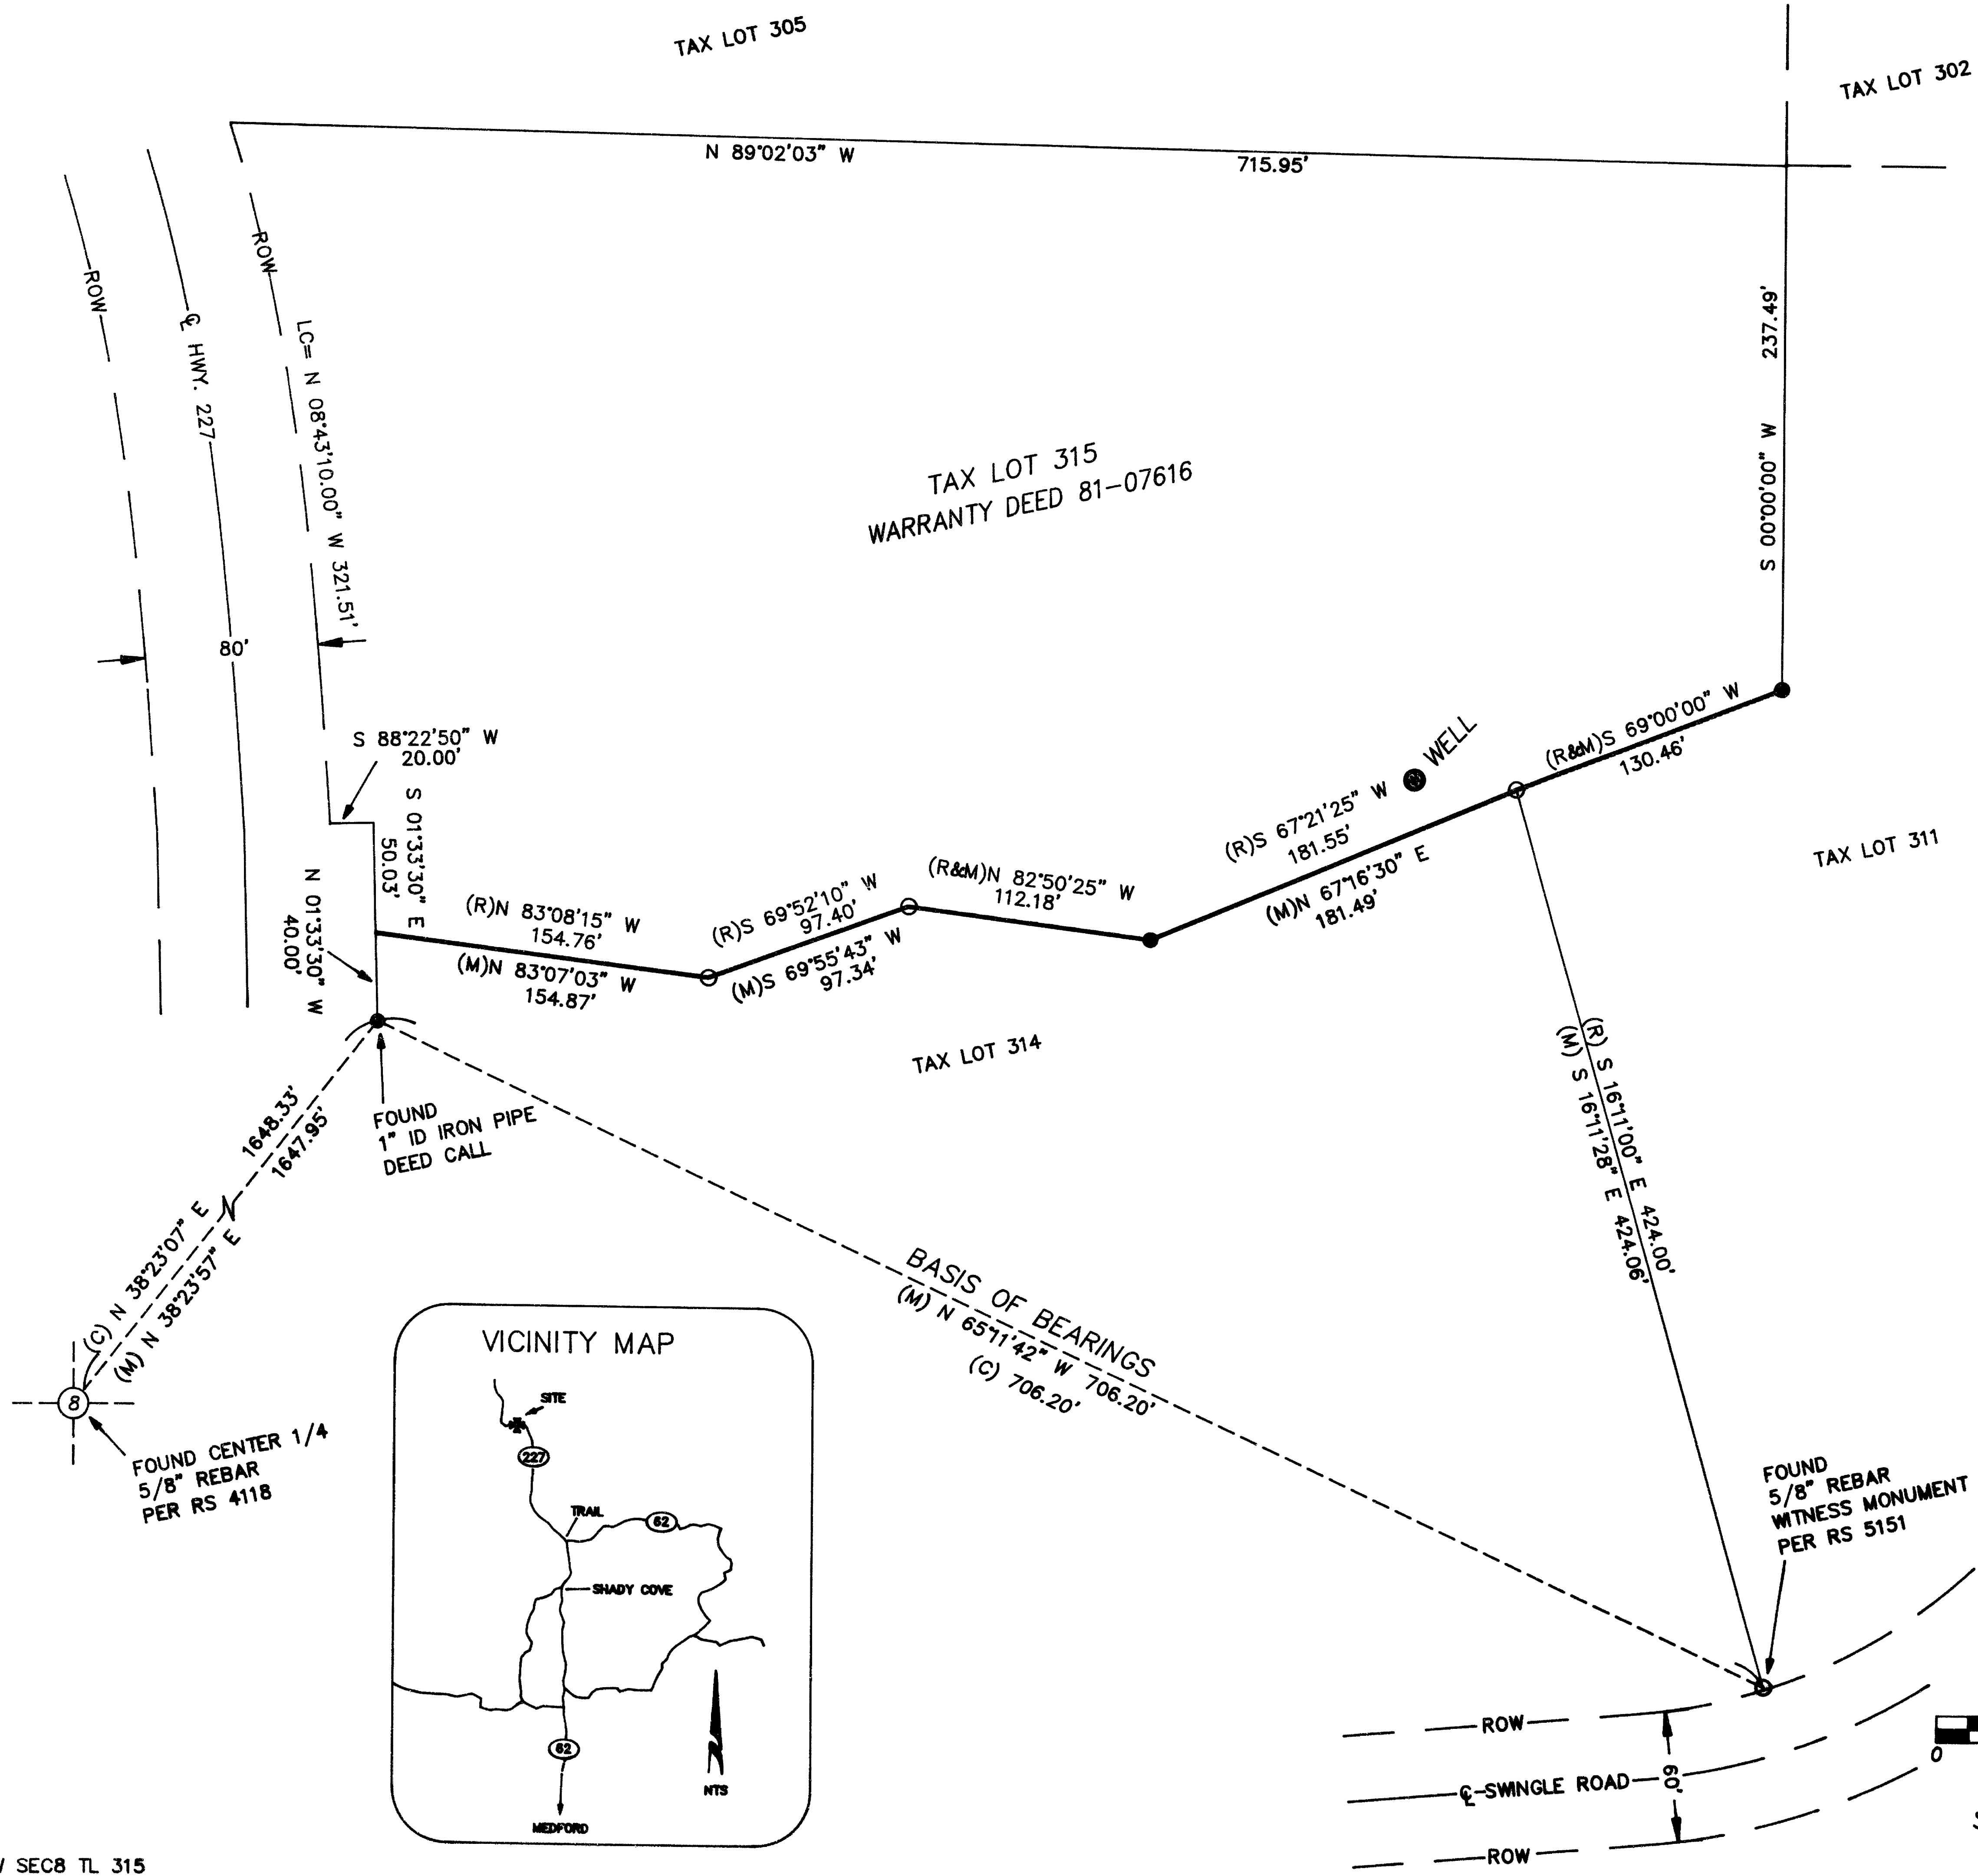 TAX LOT 305
TAX LOT 302
N 89°02'03" W
715.95'
ROW
ROW
℄ HWY. 227
LC= N 08°43'10.00" W 321.51'
237.49'
S 00°00'00" W
TAX LOT 315
WARRANTY DEED 81-07616
80'
S 88°22'50" W
20.00'
S 01°33'30" E
50.03'
N 01°33'30" W
40.00'
(R)N 83°08'15" W
154.76'
(M)N 83°07'03" W
154.87'
(R)S 69°52'10" W
97.40'
(M)S 69°55'43" W
97.34'
(R&M)N 82°50'25" W
112.18'
(R)S 67°21'25" W
181.55'
(M)N 67°16'30" E
181.49'
WELL
(R&M)S 69°00'00" W
130.46'
TAX LOT 311
TAX LOT 314
(R) S 16°11'00" E 424.00'
(M) S 16°11'28" E 424.06'
FOUND
1" ID IRON PIPE
DEED CALL
1648.33'
1647.95'
(C) N 38°23'07" E
(M) N 38°23'57" E
8
FOUND CENTER 1/4
5/8" REBAR
PER RS 4118
BASIS OF BEARINGS
(M) N 65°11'42" W 706.20'
(C) 706.20'
VICINITY MAP
SITE
227
TRAIL
62
SHADY COVE
62
NTS
MEDFORD
FOUND
5/8" REBAR
WITNESS MONUMENT
PER RS 5151
ROW
℄ SWINGLE ROAD
60'
ROW
0
SEC8 TL 315